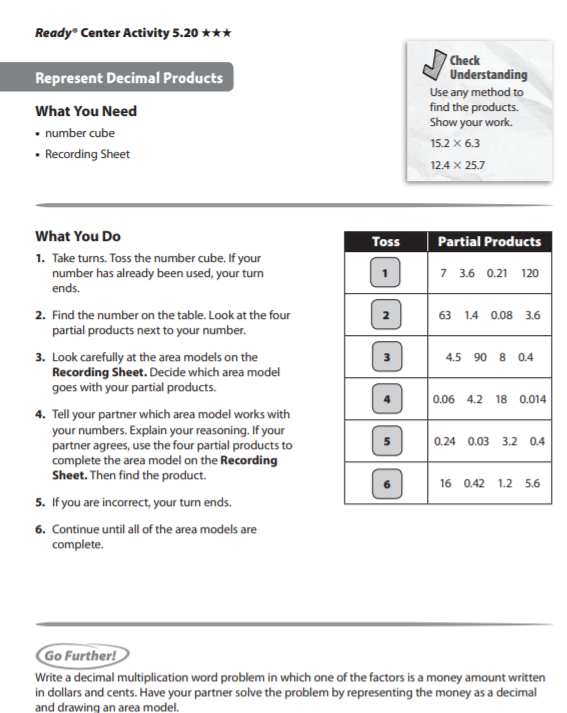 Ready® Center Activity 5.20 ★★★
Check
Understanding
Use any method to
find the products.
Show your work.
15.2 × 6.3
12.4 × 25.7
Represent Decimal Products
What You Need
• number cube
• Recording Sheet
What You Do
1. Take turns. Toss the number cube. If your
number has already been used, your turn
ends.
2. Find the number on the table. Look at the four
partial products next to your number.
3. Look carefully at the area models on the
Recording Sheet. Decide which area model
goes with your partial products.
4. Tell your partner which area model works with
your numbers. Explain your reasoning. If your
partner agrees, use the four partial products to
complete the area model on the Recording
Sheet. Then find the product.
5. If you are incorrect, your turn ends.
6. Continue until all of the area models are
complete.
Toss Partial Products
1 7 3.6 0.21 120
2 63 1.4 0.08 3.6
3 4.5 90 8 0.4
4 0.06 4.2 18 0.014
5 0.24 0.03 3.2 0.4
6 16 0.42 1.2 5.6
Go Further!
Write a decimal multiplication word problem in which one of the factors is a money amount written
in dollars and cents. Have your partner solve the problem by representing the money as a decimal
and drawing an area model.